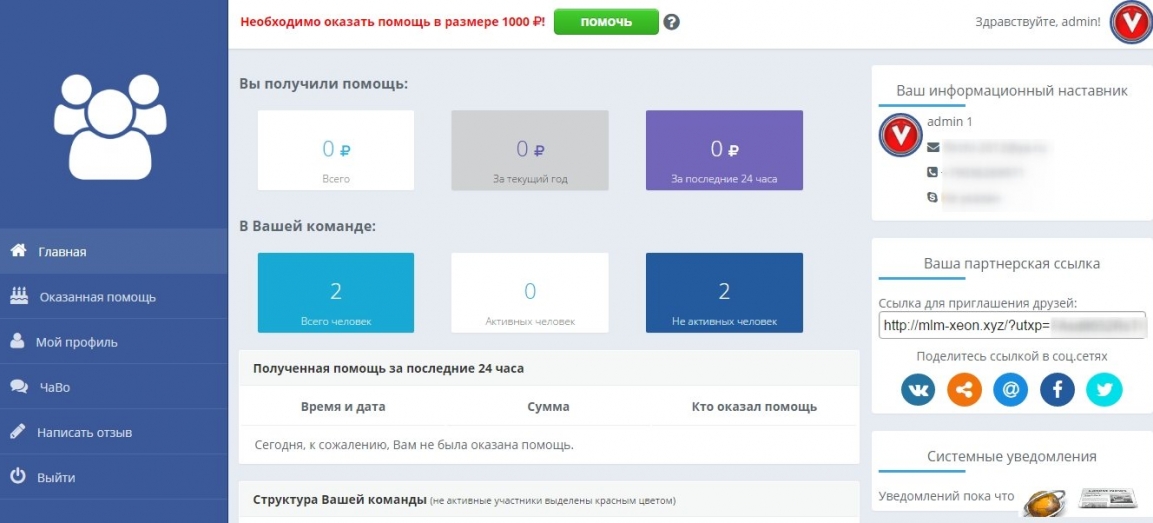 Необходимо оказать помощь в размере 1000 ₽!
ПОМОЧЬ
?
Здравствуйте, admin!
V
Главная
Оказанная помощь
Мой профиль
ЧаВо
Написать отзыв
Выйти
Вы получили помощь:
0 ₽
Всего
0 ₽
За текущий год
0 ₽
За последние 24 часа
В Вашей команде:
2
Всего человек
0
Активных человек
2
Не активных человек
Полученная помощь за последние 24 часа
Время и дата Сумма Кто оказал помощь
Сегодня, к сожалению, Вам не была оказана помощь.
Структура Вашей команды (не активные участники выделены красным цветом)
Ваш информационный наставник
V
admin 1
Ваша партнерская ссылка
Ссылка для приглашения друзей:
http://mlm-xeon.xyz/?utxp=
Поделитесь ссылкой в соц.сетях
Системные уведомления
Уведомлений пока что